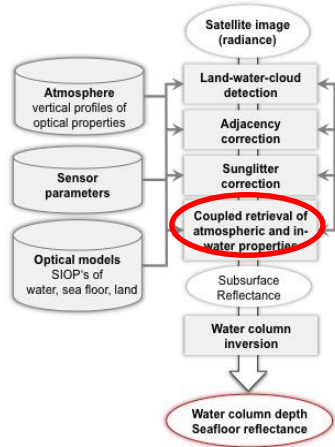 Satellite image
(radiance)
Land-water-cloud
detection
Atmosphere
vertical profiles of
optical properties
Adjacency
correction
Sensor
parameters
Sunglitter
correction
Coupled retrieval of
atmospheric and in-
water properties
Optical models
SIOP's of
water, sea floor, land
Subsurface
Reflectance
Water column
inversion
Water column depth
Seafloor reflectance